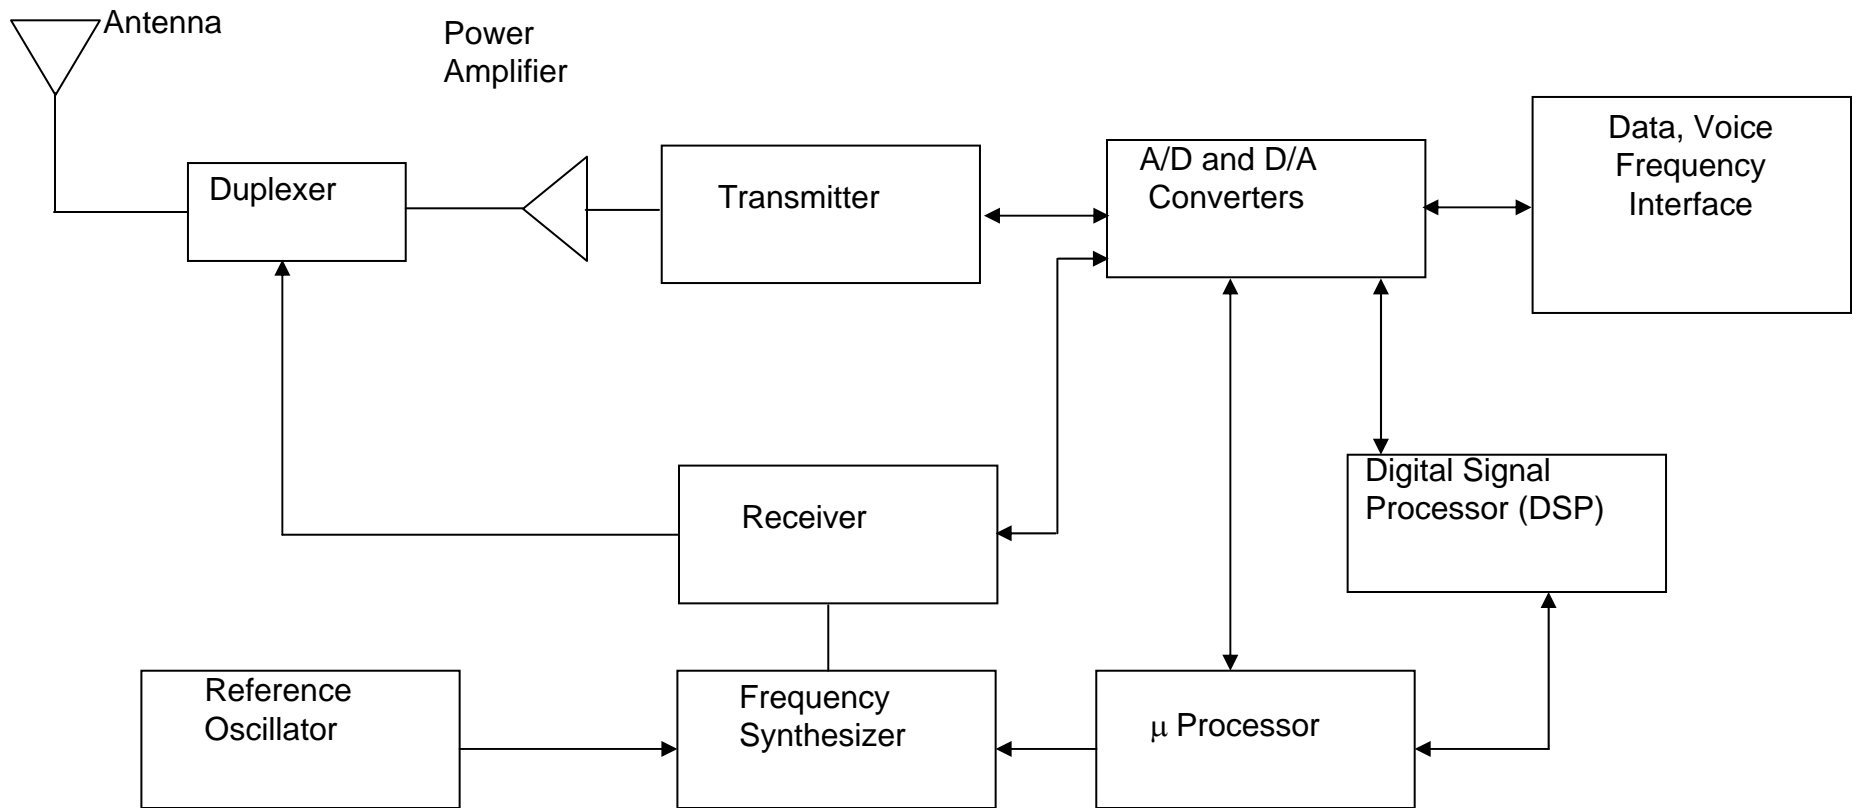 Antenna
Power
Amplifier
Duplexer
Transmitter
A/D and D/A
Converters
Data, Voice
Frequency
Interface
Receiver
Digital Signal
Processor (DSP)
Reference
Oscillator
Frequency
Synthesizer
μ Processor